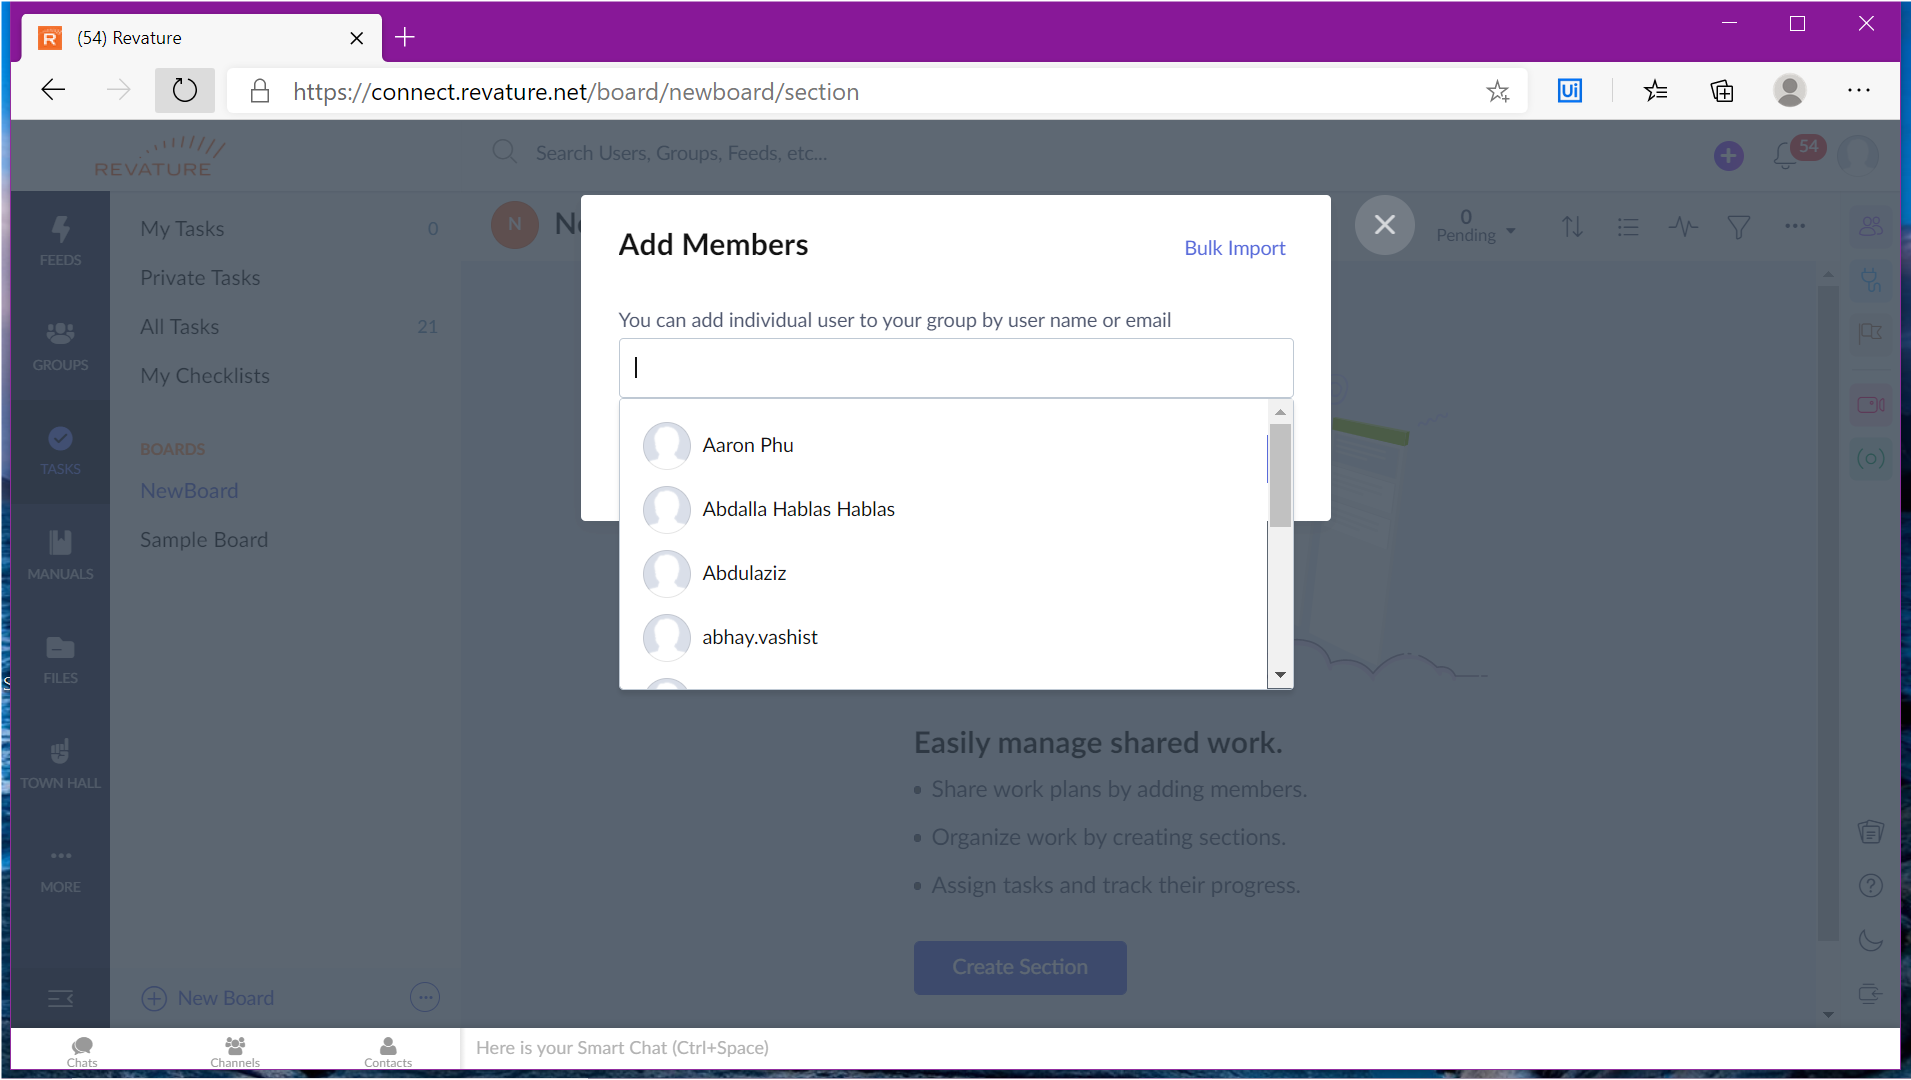 (54) Revature
https://connect.revature.net/board/newboard/section
Ui
REVATURE
Search Users, Groups, Feeds, etc...
54
FEEDS
GROUPS
TASKS
MANUALS
FILES
TOWN HALL
MORE
My Tasks 0
Private Tasks
All Tasks 21
My Checklists
BOARDS
NewBoard
Sample Board
New Board
N
0
Pending
Add Members
Bulk Import
You can add individual user to your group by user name or email
Aaron Phu
Abdalla Hablas Hablas
Abdulaziz
abhay.vashist
Easily manage shared work.
• Share work plans by adding members.
• Organize work by creating sections.
• Assign tasks and track their progress.
Create Section
Chats
Channels
Contacts
Here is your Smart Chat (Ctrl+Space)